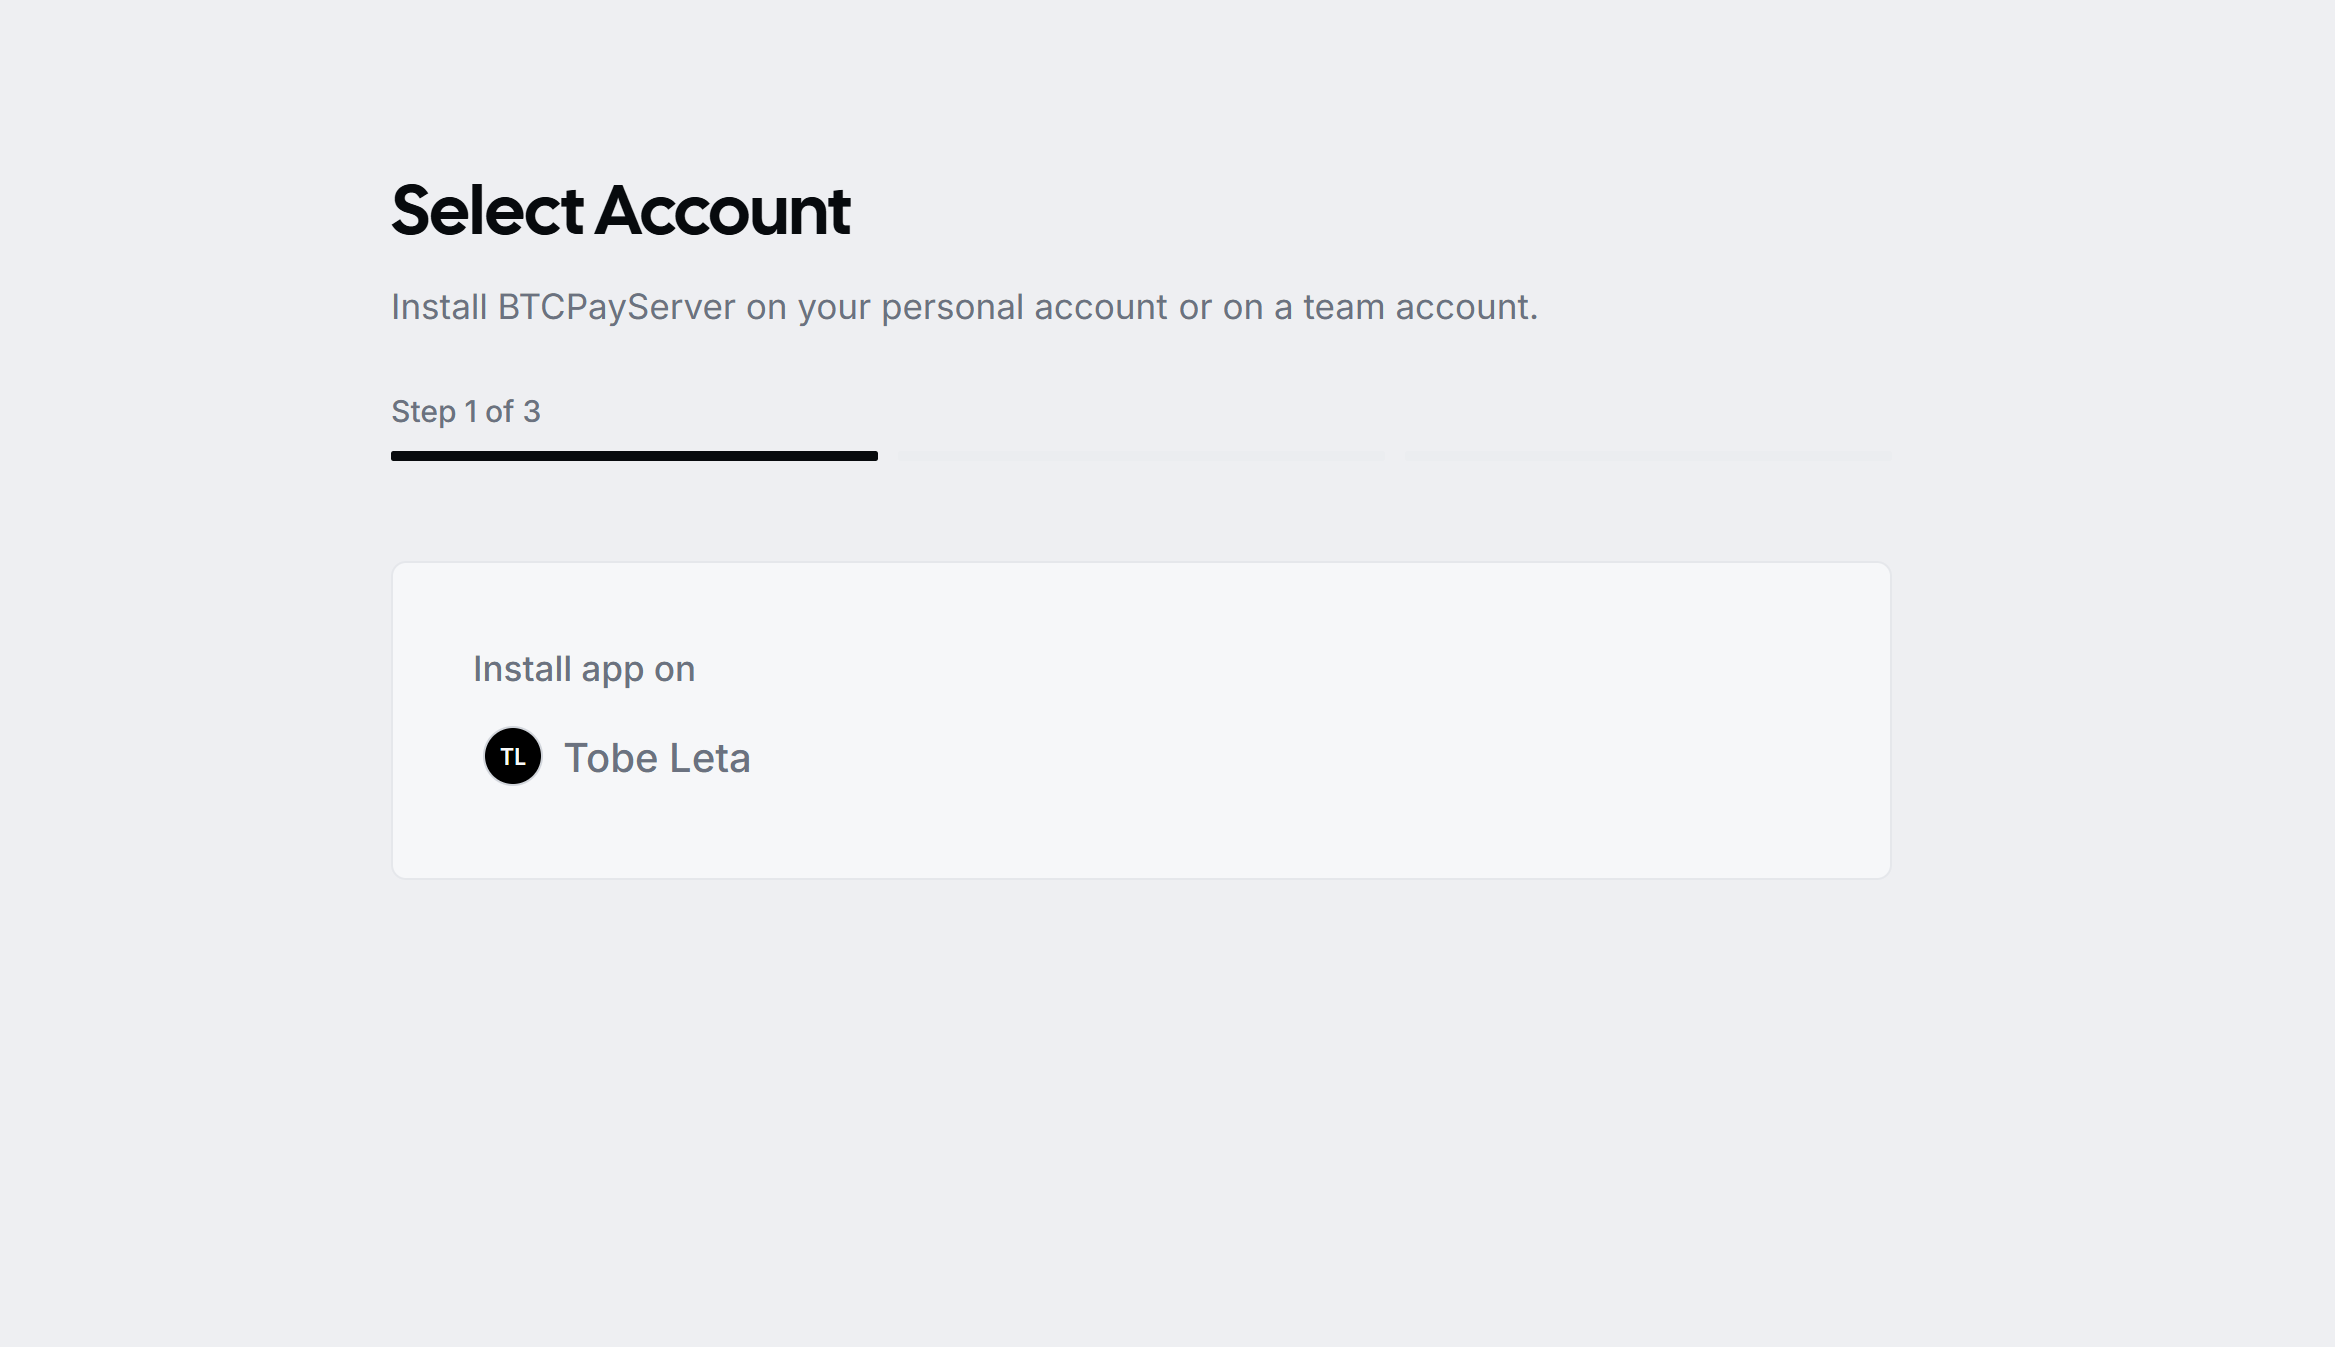 Select Account
Install BTCPayServer on your personal account or on a team account.
Step 1 of 3
Install app on
TL Tobe Leta